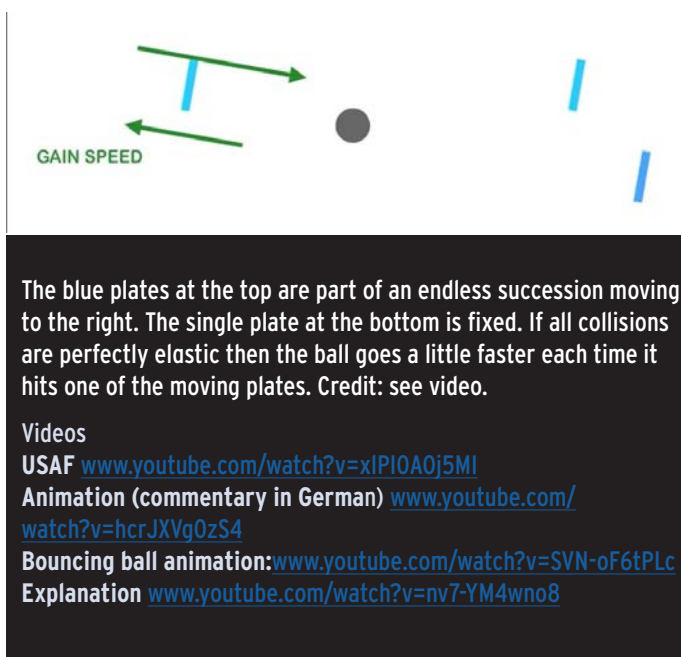 GAIN SPEED
The blue plates at the top are part of an endless succession moving
to the right. The single plate at the bottom is fixed. If all collisions
are perfectly elastic then the ball goes a little faster each time it
hits one of the moving plates. Credit: see video.
Videos
USAF www.youtube.com/watch?v=xlPI0A0j5MI
Animation (commentary in German) www.youtube.com/
watch?v=hcrJXVg0zS4
Bouncing ball animation:www.youtube.com/watch?v=SVN-oF6tPLc
Explanation www.youtube.com/watch?v=nv7-YM4wno8